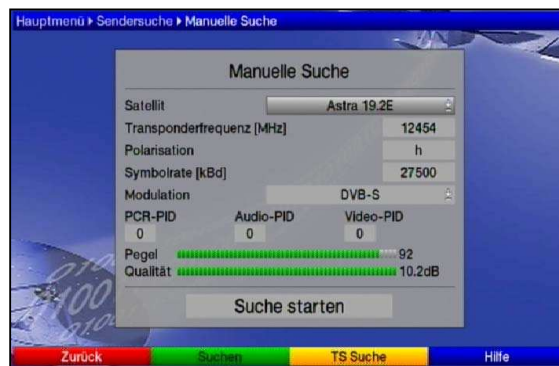 Hauptmenü ▸ Sendersuche ▸ Manuelle Suche
Manuelle Suche
Satellit Astra 19.2E
Transponderfrequenz [MHz] 12454
Polarisation h
Symbolrate [kBd] 27500
Modulation DVB-S
PCR-PID Audio-PID Video-PID
0 0 0
Pegel 92
Qualität 10.2dB
Suche starten
Zurück Suchen TS Suche Hilfe